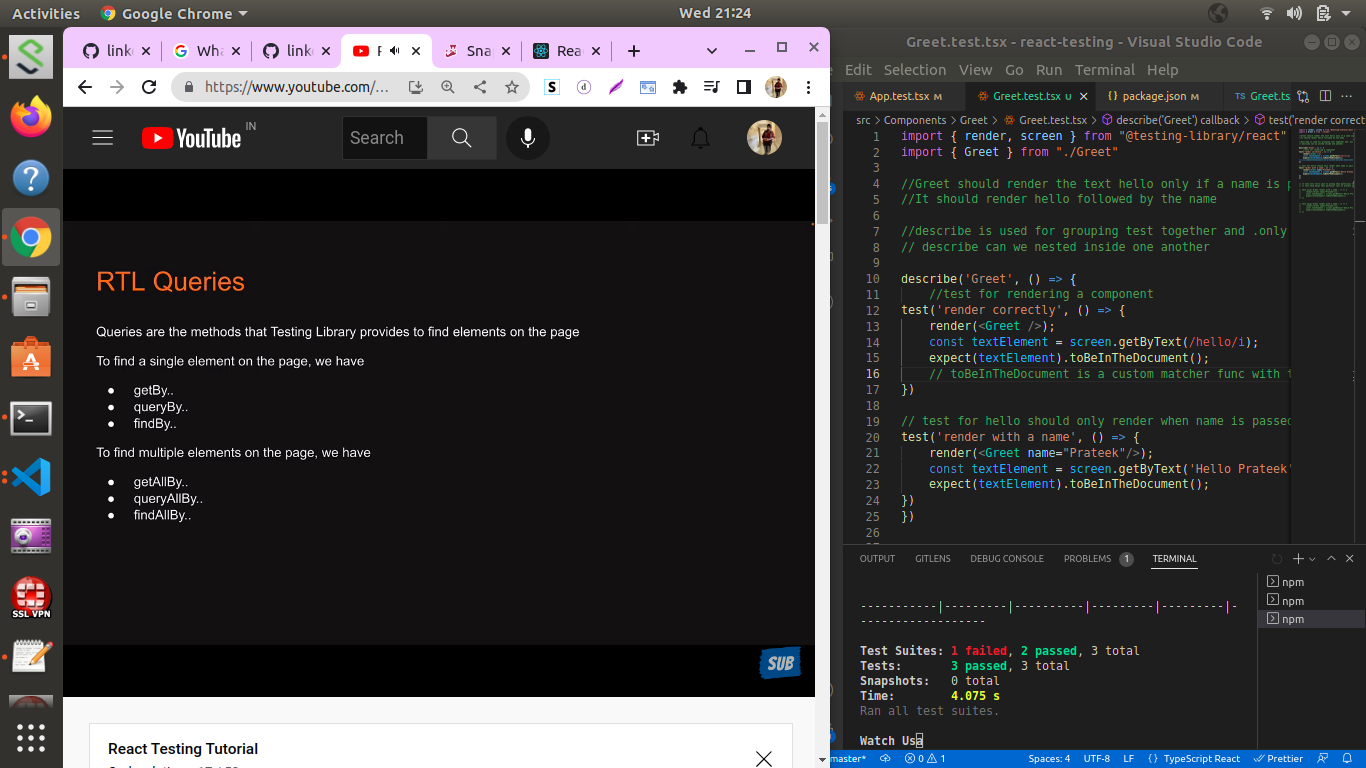 Activities
Google Chrome
Wed 21:24
link
Wha
link
Sna
Rea
https://www.youtube.com/...
YouTube IN
Search
RTL Queries
Queries are the methods that Testing Library provides to find elements on the page
To find a single element on the page, we have
● getBy..
● queryBy..
● findBy..
To find multiple elements on the page, we have
● getAllBy..
● queryAllBy..
● findAllBy..
SUB
React Testing Tutorial
SSL VPN
Greet.test.tsx - react-testing - Visual Studio Code
Edit Selection View Go Run Terminal Help
App.test.tsx M
Greet.test.tsx U
package.json M
Greet.ts
src > Components > Greet > Greet.test.tsx > describe('Greet') callback > test('render correct
1 import { render, screen } from "@testing-library/react"
2 import { Greet } from "./Greet"
3
4 //Greet should render the text hello only if a name is p
5 //It should render hello followed by the name
6
7 //describe is used for grouping test together and .only
8 // describe can we nested inside one another
9
10 describe('Greet', () => {
11 //test for rendering a component
12 test('render correctly', () => {
13 render(<Greet />);
14 const textElement = screen.getByText(/hello/i);
15 expect(textElement).toBeInTheDocument();
16 // toBeInTheDocument is a custom matcher func with
17 })
18
19 // test for hello should only render when name is passed
20 test('render with a name', () => {
21 render(<Greet name="Prateek"/>);
22 const textElement = screen.getByText('Hello Prateek'
23 expect(textElement).toBeInTheDocument();
24 })
25 })
26
OUTPUT GITLENS DEBUG CONSOLE PROBLEMS 1 TERMINAL
npm
npm
npm
-----------|---------|----------|---------|---------|-
------------------
Test Suites: 1 failed, 2 passed, 3 total
Tests: 3 passed, 3 total
Snapshots: 0 total
Time: 4.075 s
Ran all test suites.
Watch Usa
master* 0 1 Spaces: 4 UTF-8 LF { } TypeScript React Prettier